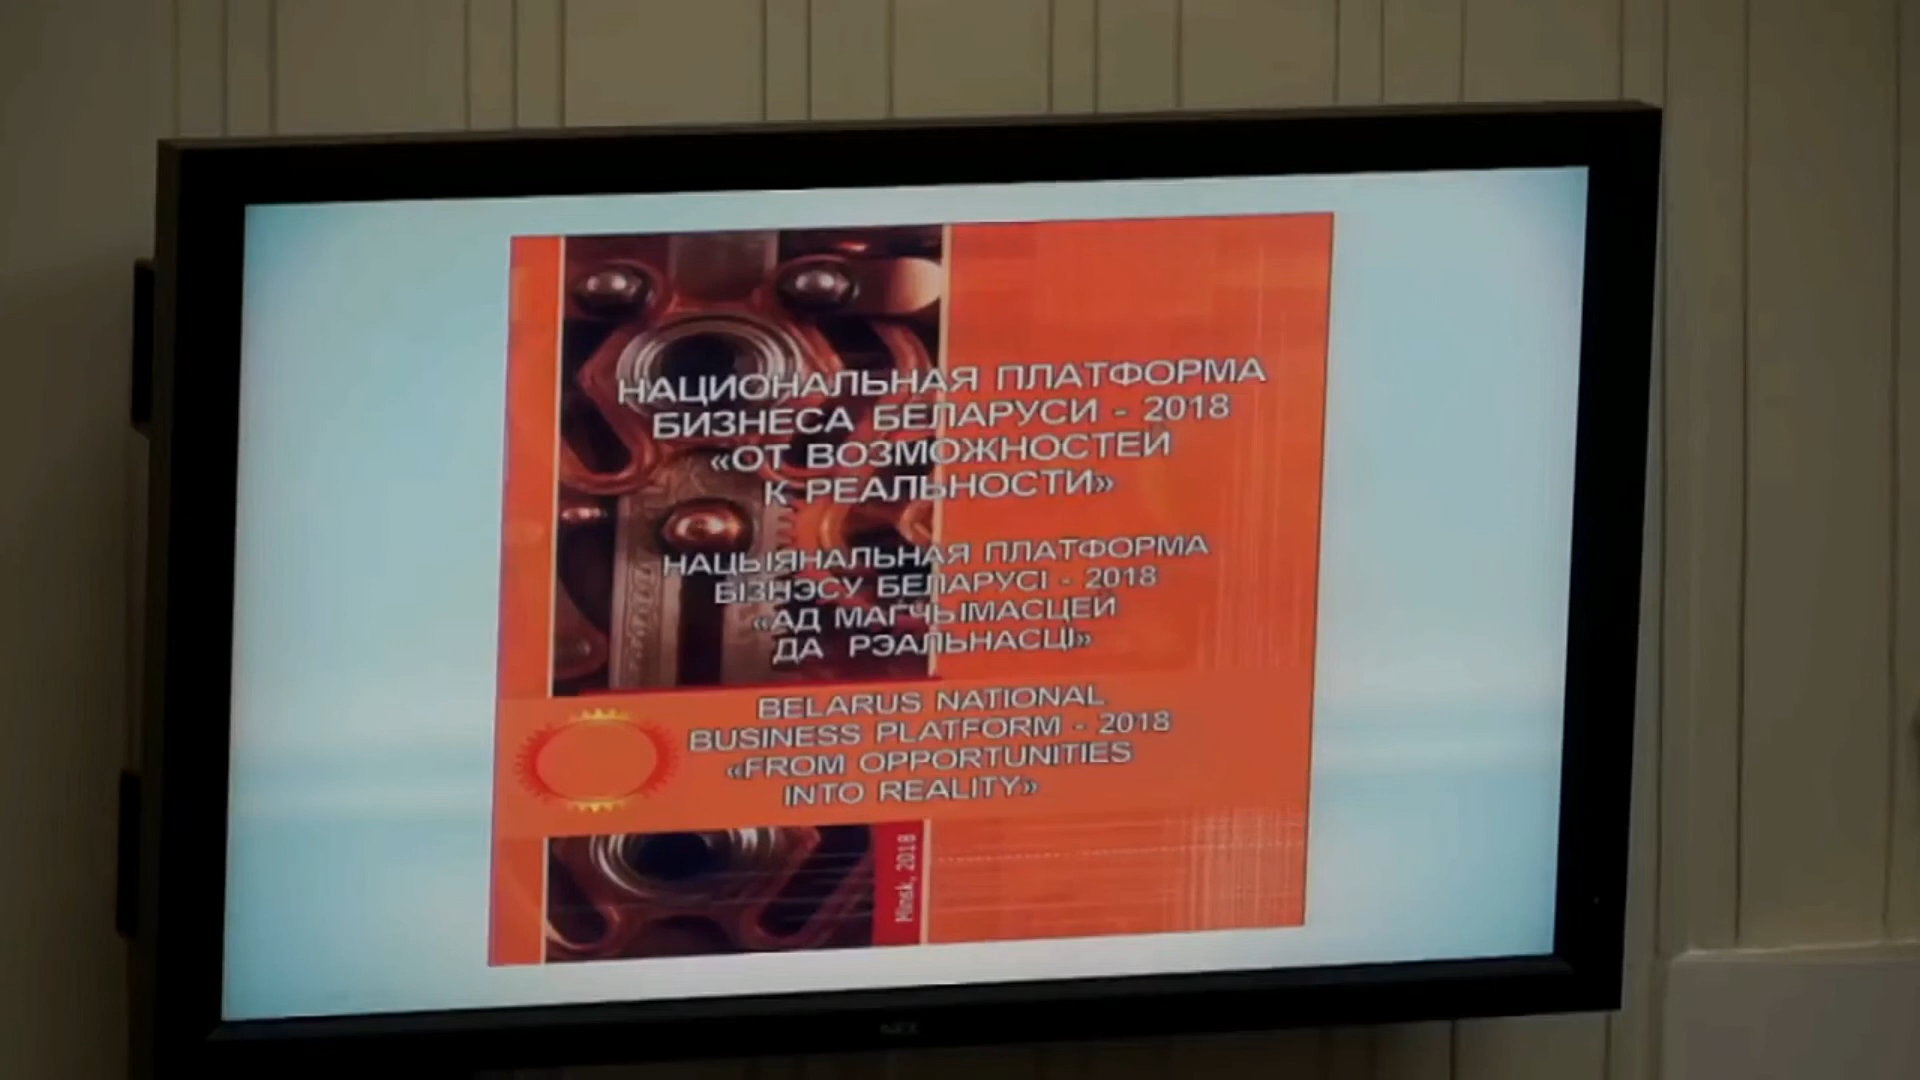 НАЦИОНАЛЬНАЯ ПЛАТФОРМА
БИЗНЕСА БЕЛАРУСИ - 2018
«ОТ ВОЗМОЖНОСТЕЙ
К РЕАЛЬНОСТИ»
НАЦЫЯНАЛЬНАЯ ПЛАТФОРМА
БІЗНЭСУ БЕЛАРУСІ - 2018
«АД МАГЧЫМАСЦЕЙ
ДА РЭАЛЬНАСЦІ»
BELARUS NATIONAL
BUSINESS PLATFORM - 2018
«FROM OPPORTUNITIES
INTO REALITY»
Minsk, 2018
NEC